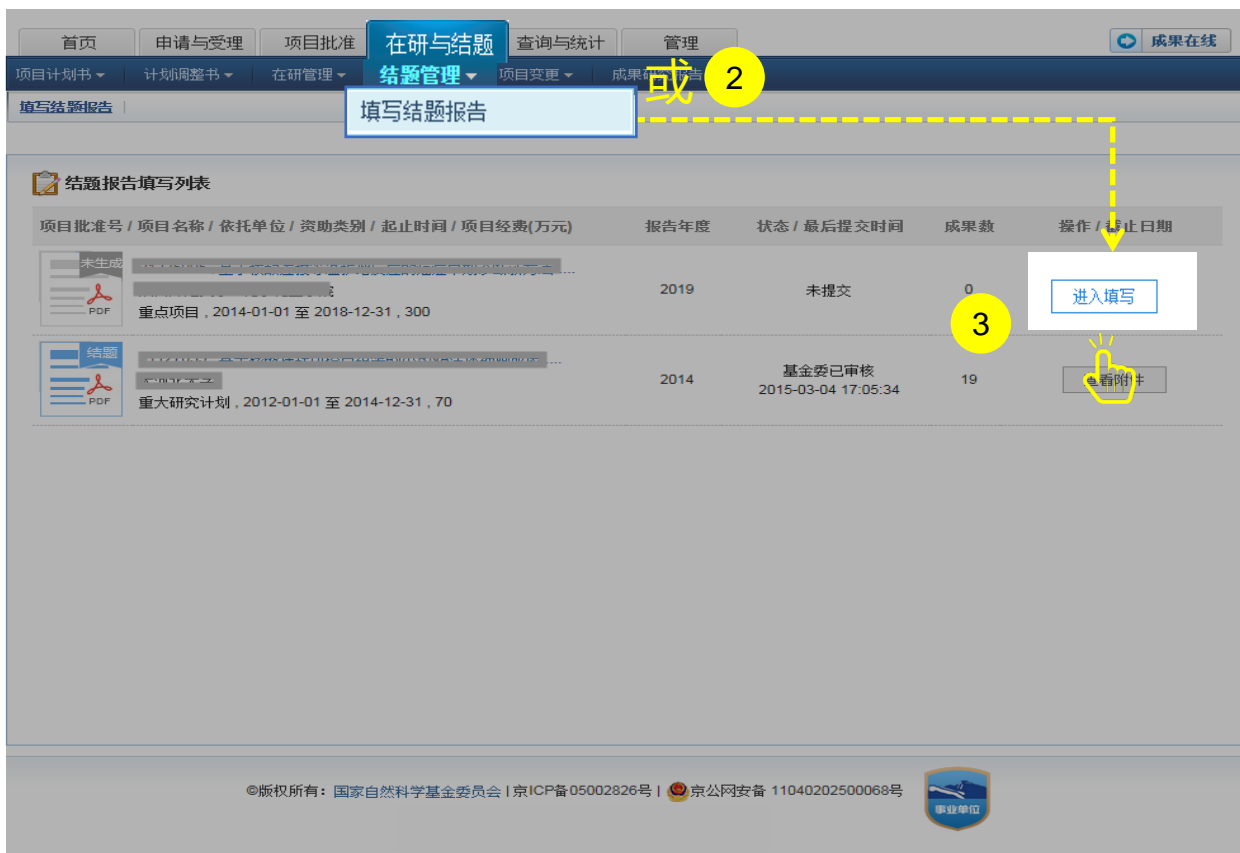 首页 申请与受理 项目批准 在研与结题 查询与统计 管理 成果在线
项目计划书 计划调整书 在研管理 结题管理 项目变更 成果研究报告
或 2
填写结题报告
填写结题报告
结题报告填写列表
项目批准号 / 项目名称 / 依托单位 / 资助类别 / 起止时间 / 项目经费(万元) 报告年度 状态 / 最后提交时间 成果数 操作 / 截止日期
未生成
PDF
重点项目 , 2014-01-01 至 2018-12-31 , 300
2019 未提交 0 进入填写
3
结题
PDF
重大研究计划 , 2012-01-01 至 2014-12-31 , 70
2014
基金委已审核
2015-03-04 17:05:34
19 查看附件
©版权所有：国家自然科学基金委员会 | 京ICP备05002826号 | 京公网安备 11040202500068号
事业单位